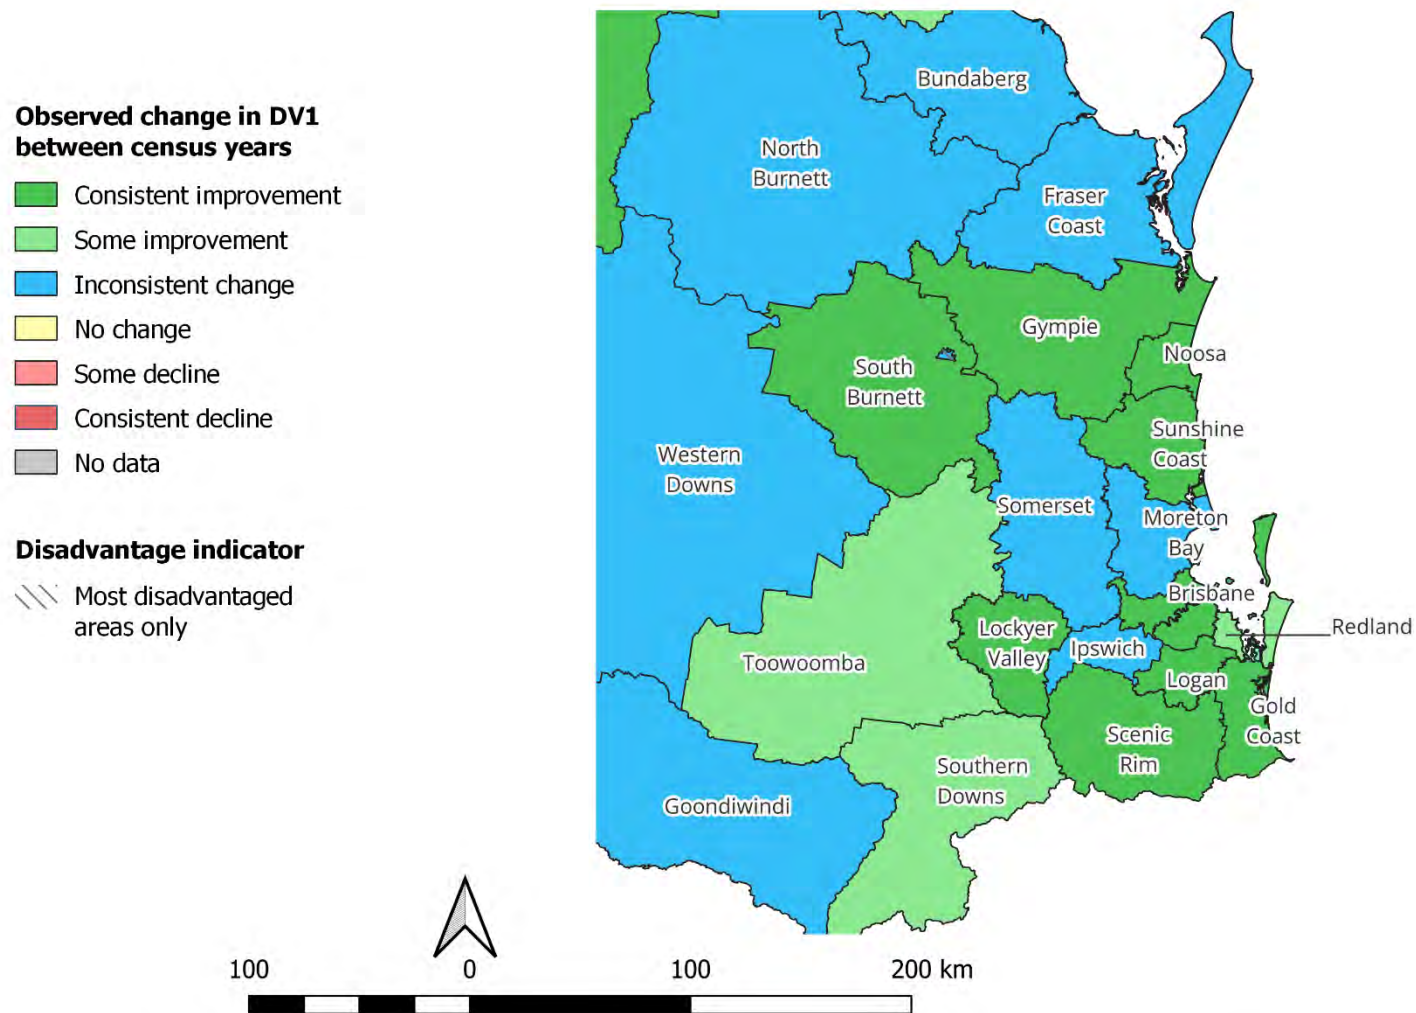 Observed change in DV1
between census years
Consistent improvement
Some improvement
Inconsistent change
No change
Some decline
Consistent decline
No data
Disadvantage indicator
Most disadvantaged
areas only
Bundaberg
North
Burnett
Fraser
Coast
Gympie
Noosa
South
Burnett
Sunshine
Coast
Western
Downs
Somerset
Moreton
Bay
Brisbane
Redland
Lockyer
Valley
Ipswich
Toowoomba
Logan
Gold
Coast
Scenic
Rim
Southern
Downs
Goondiwindi
100 0 100 200 km